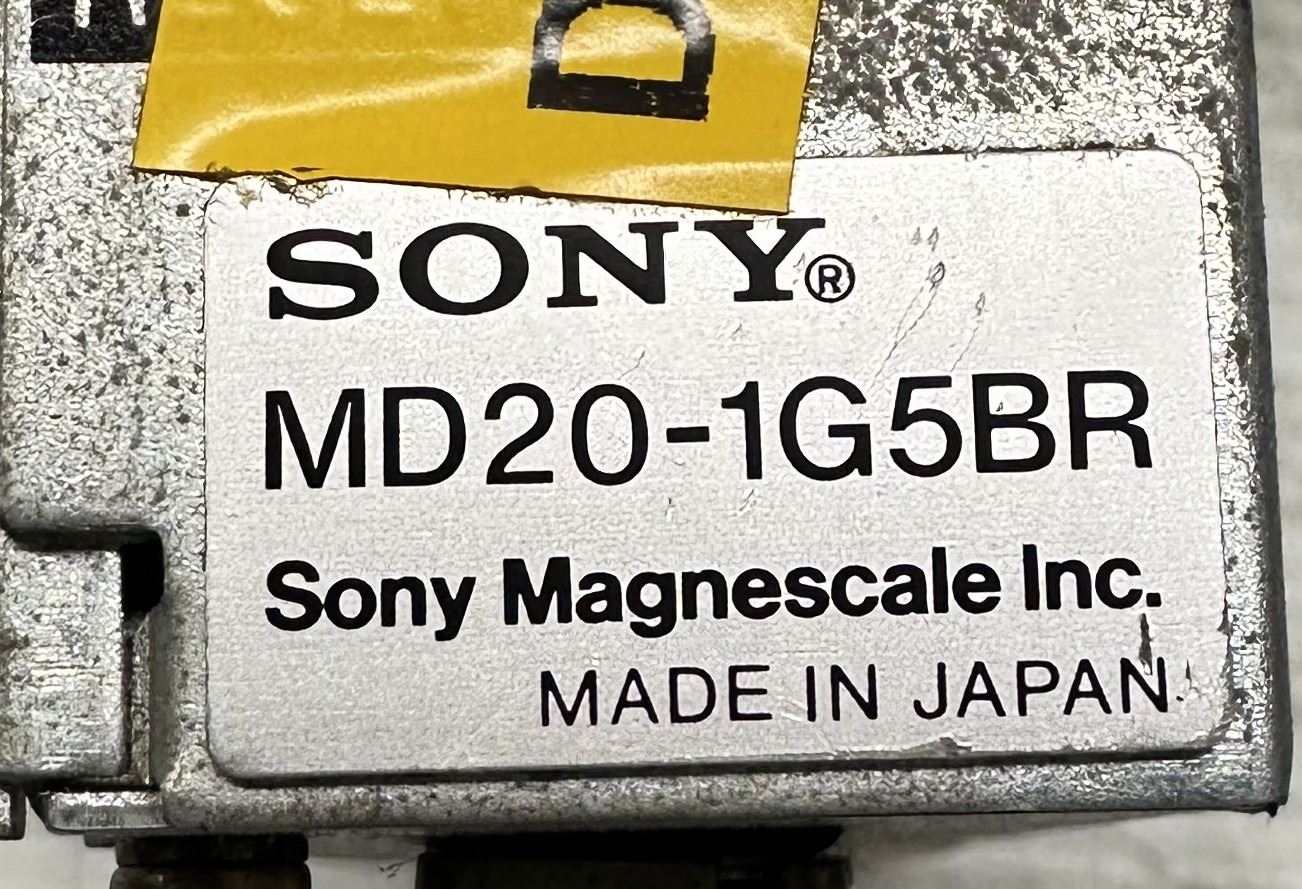 D
SONY®
MD20-1G5BR
Sony Magnescale Inc.
MADE IN JAPAN